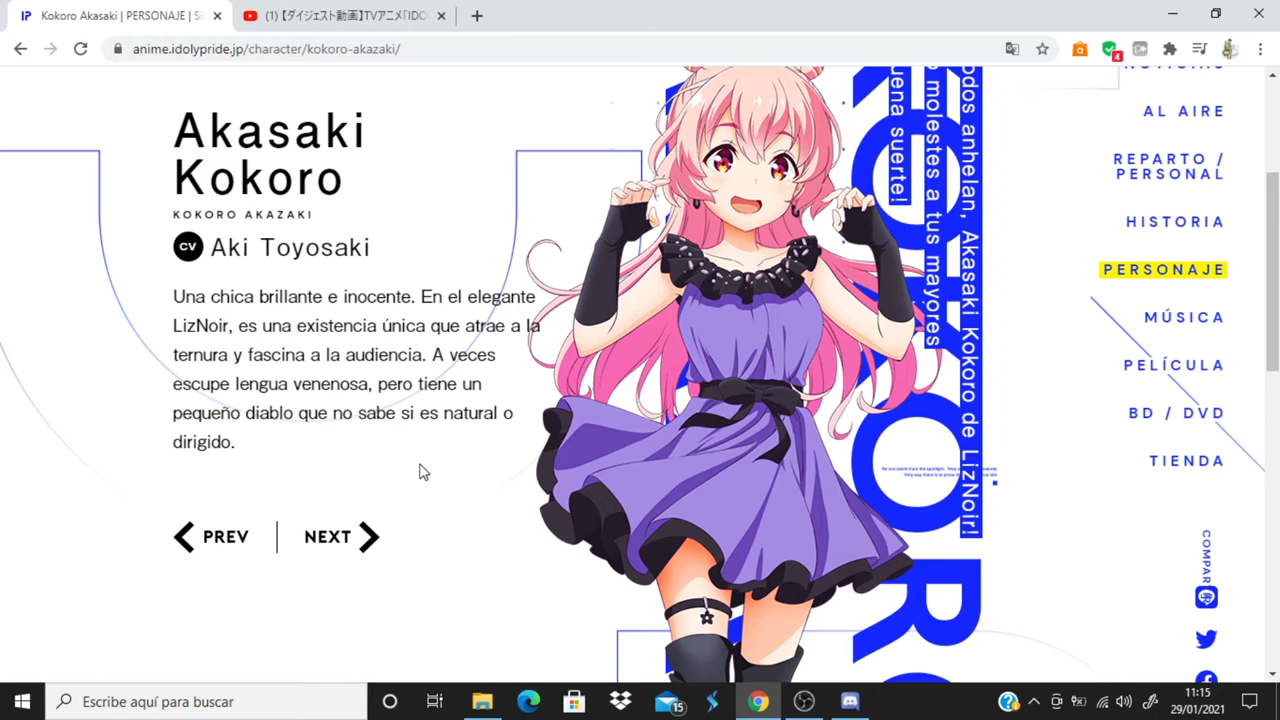 Kokoro Akasaki | PERSONAJE | Si
(1) 【ダイジェスト動画】TVアニメ「IDOL
anime.idolypride.jp/character/kokoro-akazaki/
4
Akasaki
Kokoro
KOKORO AKAZAKI
CV Aki Toyosaki
Una chica brillante e inocente. En el elegante
LizNoir, es una existencia única que atrae a la
ternura y fascina a la audiencia. A veces
escupe lengua venenosa, pero tiene un
pequeño diablo que no sabe si es natural o
dirigido.
PREV
NEXT
odos anhelan, Akasaki Kokoro de LizNoir!
o molestes a tus mayores
uena suerte!
NOTICIAS
AL AIRE
REPARTO /
PERSONAL
HISTORIA
PERSONAJE
MÚSICA
PELÍCULA
BD / DVD
TIENDA
COMPAR
Escribe aquí para buscar
15
11:15
29/01/2021